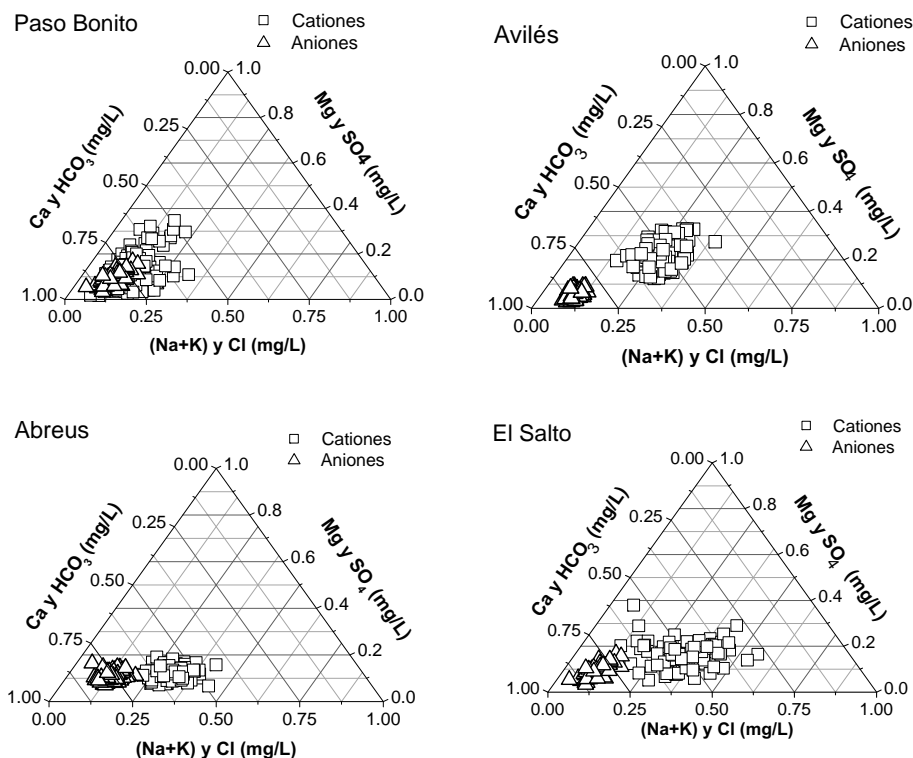 Paso Bonito
Cationes
Aniones
0.00 1.0
0.25 0.8
0.50 0.6
0.75 0.4
1.00 0.2
0.0
0.00 0.25 0.50 0.75 1.00
Ca y HCO3 (mg/L)
Mg y SO4 (mg/L)
(Na+K) y Cl (mg/L)
Avilés
Cationes
Aniones
0.00 1.0
0.25 0.8
0.50 0.6
0.75 0.4
1.00 0.2
0.0
0.00 0.25 0.50 0.75 1.00
Ca y HCO3 (mg/L)
Mg y SO4 (mg/L)
(Na+K) y Cl (mg/L)
Abreus
Cationes
Aniones
0.00 1.0
0.25 0.8
0.50 0.6
0.75 0.4
1.00 0.2
0.0
0.00 0.25 0.50 0.75 1.00
Ca y HCO3 (mg/L)
Mg y SO4 (mg/L)
(Na+K) y Cl (mg/L)
El Salto
Cationes
Aniones
0.00 1.0
0.25 0.8
0.50 0.6
0.75 0.4
1.00 0.2
0.0
0.00 0.25 0.50 0.75 1.00
Ca y HCO3 (mg/L)
Mg y SO4 (mg/L)
(Na+K) y Cl (mg/L)